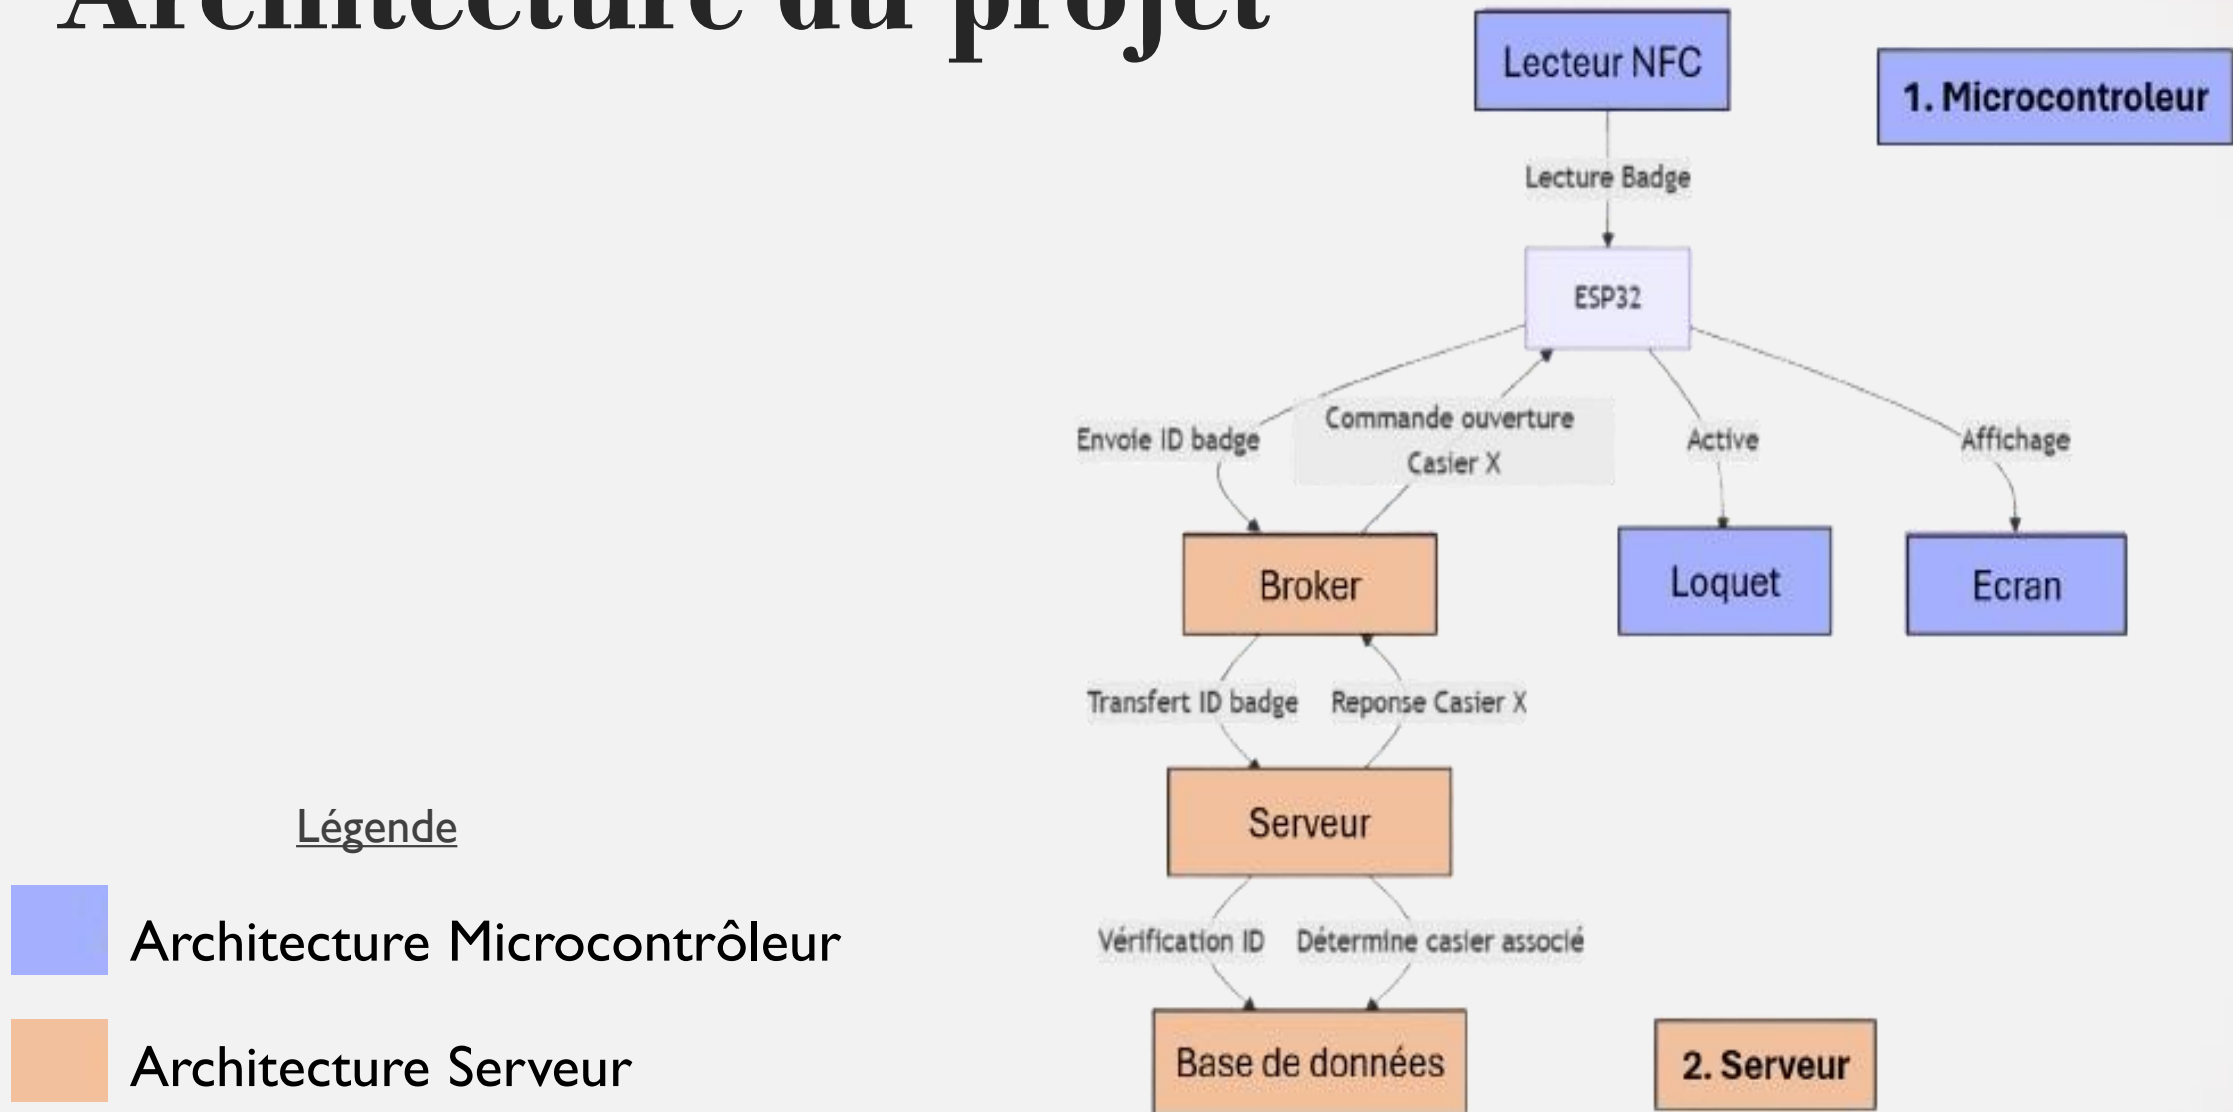 Architecture du projet
Lecteur NFC
1. Microcontroleur
Lecture Badge
ESP32
Envoie ID badge
Commande ouverture
Casier X
Active
Affichage
Broker
Loquet
Ecran
Transfert ID badge
Reponse Casier X
Serveur
Vérification ID
Détermine casier associé
Base de données
2. Serveur
Légende
Architecture Microcontrôleur
Architecture Serveur